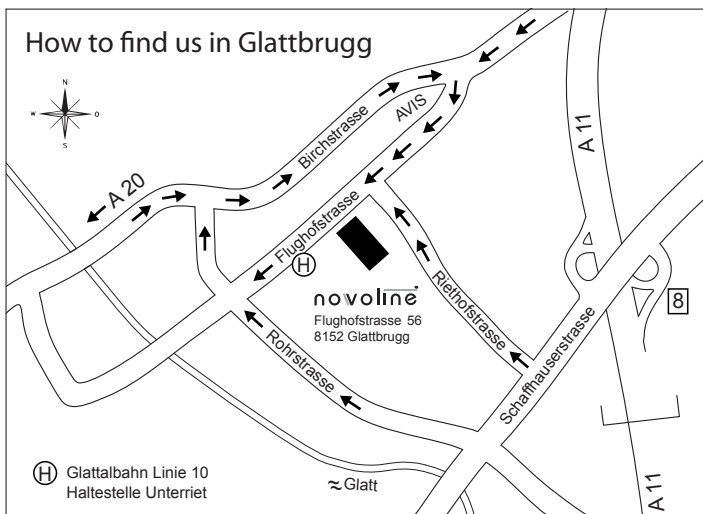 How to find us in Glattbrugg
N
W
O
S
A 20
Birchstrasse
AVIS
A 11
Flughofstrasse
H
novoline
Flughofstrasse 56
8152 Glattbrugg
Riethofstrasse
8
Rohrstrasse
Schaffhauserstrasse
H Glattalbahn Linie 10
Haltestelle Unterriet
≈Glatt
A 11